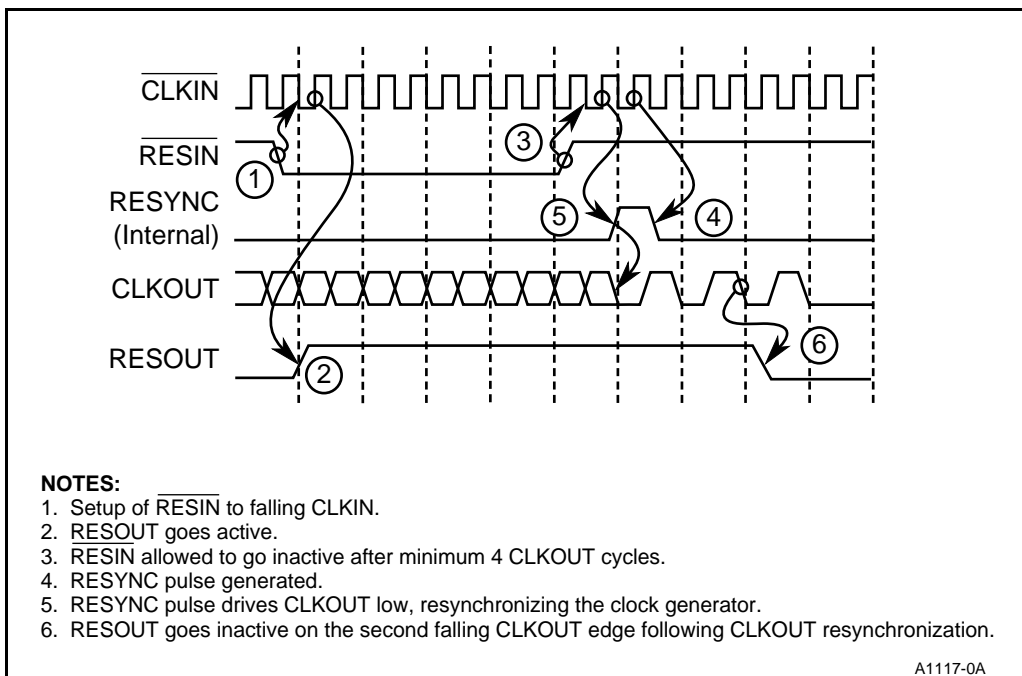 CLKIN
RESIN
RESYNC
(Internal)
CLKOUT
RESOUT
1
2
3
4
5
6
NOTES:
1. Setup of RESIN to falling CLKIN.
2. RESOUT goes active.
3. RESIN allowed to go inactive after minimum 4 CLKOUT cycles.
4. RESYNC pulse generated.
5. RESYNC pulse drives CLKOUT low, resynchronizing the clock generator.
6. RESOUT goes inactive on the second falling CLKOUT edge following CLKOUT resynchronization.
A1117-0A